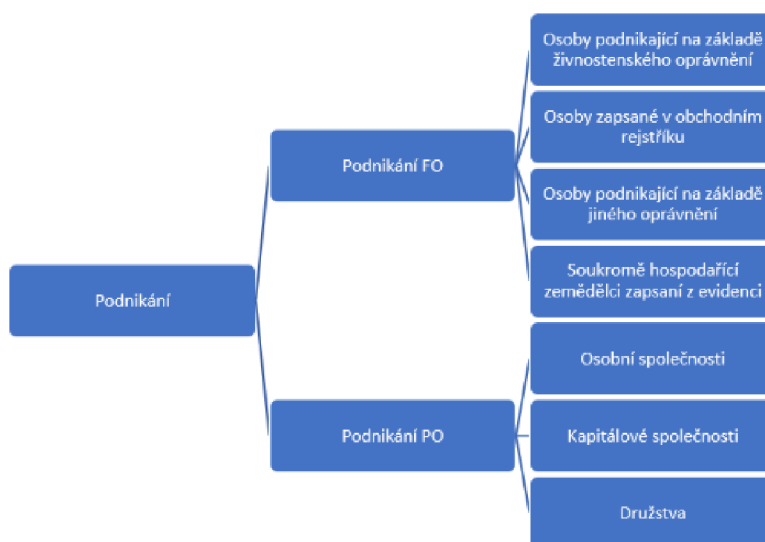 Osoby podnikající na základě
živnostenského oprávnění
Osoby zapsané v obchodním
rejstříku
Podnikání FO
Osoby podnikající na základě
jiného oprávnění
Soukromě hospodařící
zemědělci zapsaní z evidenci
Podnikání
Osobní společnosti
Podnikání PO
Kapitálové společnosti
Družstva